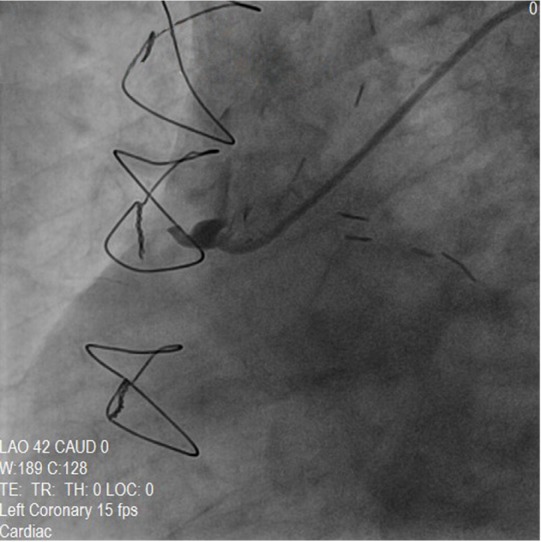 0
LAO 42 CAUD 0
W:189 C:128
TE: TR: TH: 0 LOC: 0
Left Coronary 15 fps
Cardiac